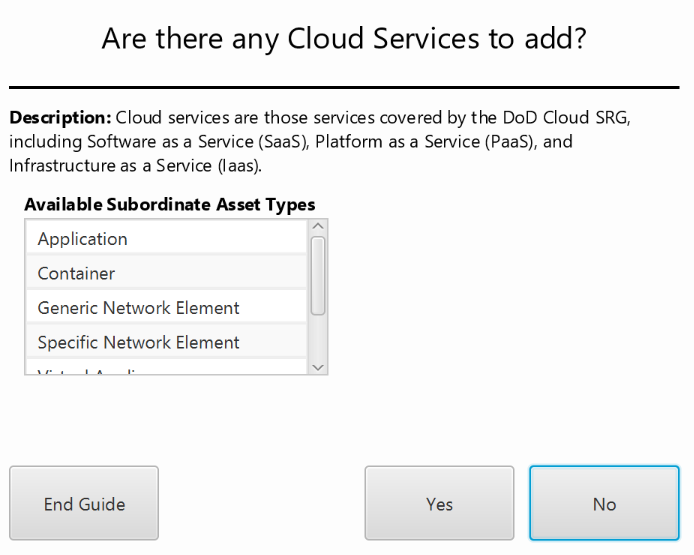 Are there any Cloud Services to add?
Description: Cloud services are those services covered by the DoD Cloud SRG,
including Software as a Service (SaaS), Platform as a Service (PaaS), and
Infrastructure as a Service (Iaas).
Available Subordinate Asset Types
Application
Container
Generic Network Element
Specific Network Element
End Guide
Yes
No